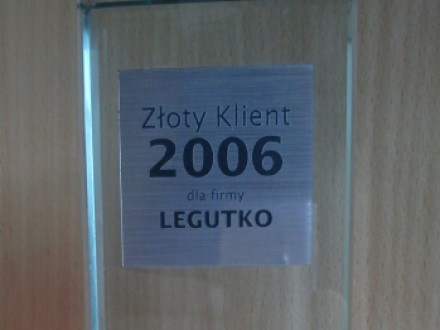 Złoty Klient
2006
dla firmy
LEGUTKO